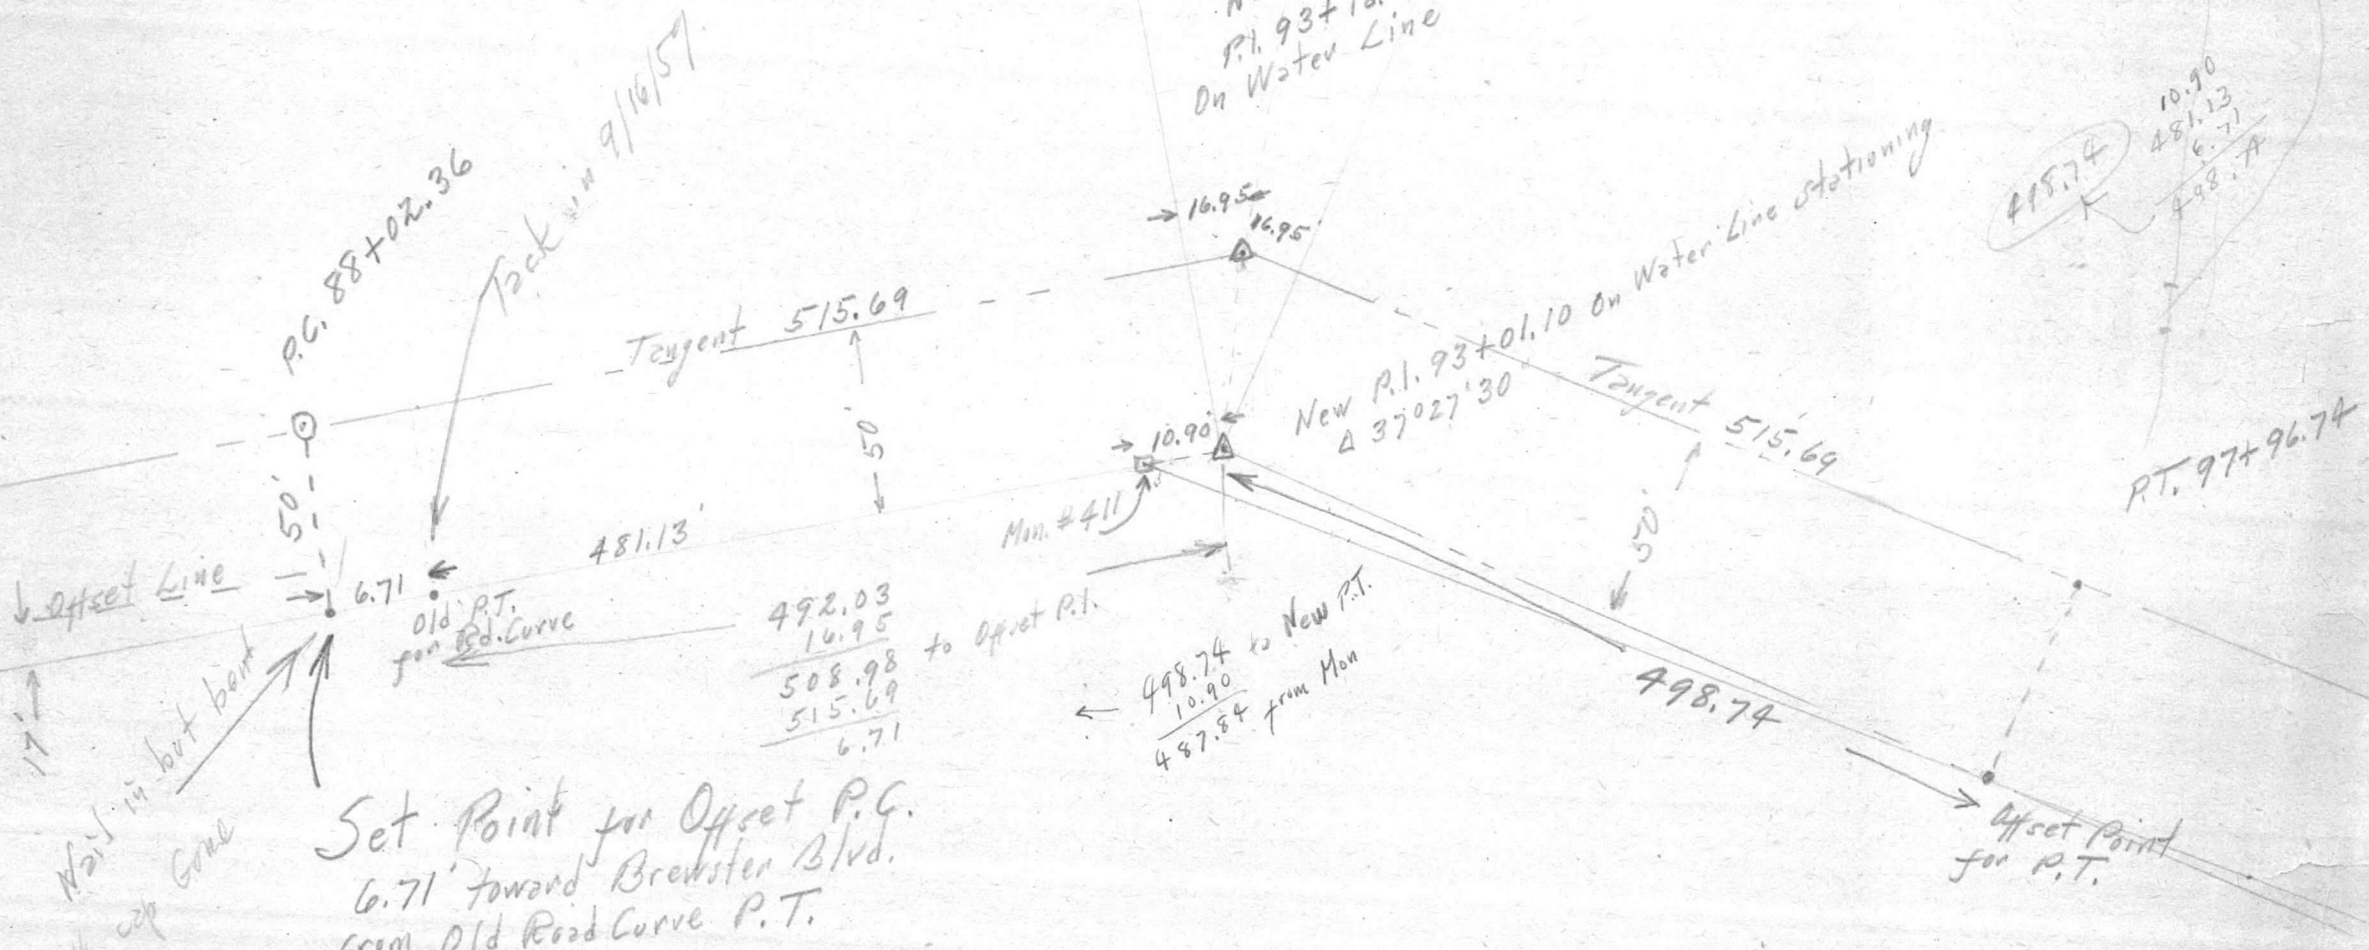 P.I. 93+
On Water Line
Tack in 9/16/57
P.C. 88+02.36
16.95
16.95'
10.90
481.13
6.71
498.74
498.74
Tangent 515.69
50'
New P.I. 93+01.10 On Water Line Stationing
Δ 37°02'30
Tangent 515.69
50'
P.T. 97+96.74
50'
10.90'
Mon. #411
481.13'
Offset Line
6.71
Old P.T.
for Rd. Curve
17'
492.03
16.95
508.98 to Offset P.I.
515.69
6.71
498.74 to New P.T.
10.90
487.84 from Mon
498.74
Offset Point
for P.T.
Nail in but bent
cap Gone
Set Point for Offset P.C.
6.71' toward Brewster Blvd.
from Old Road Curve P.T.